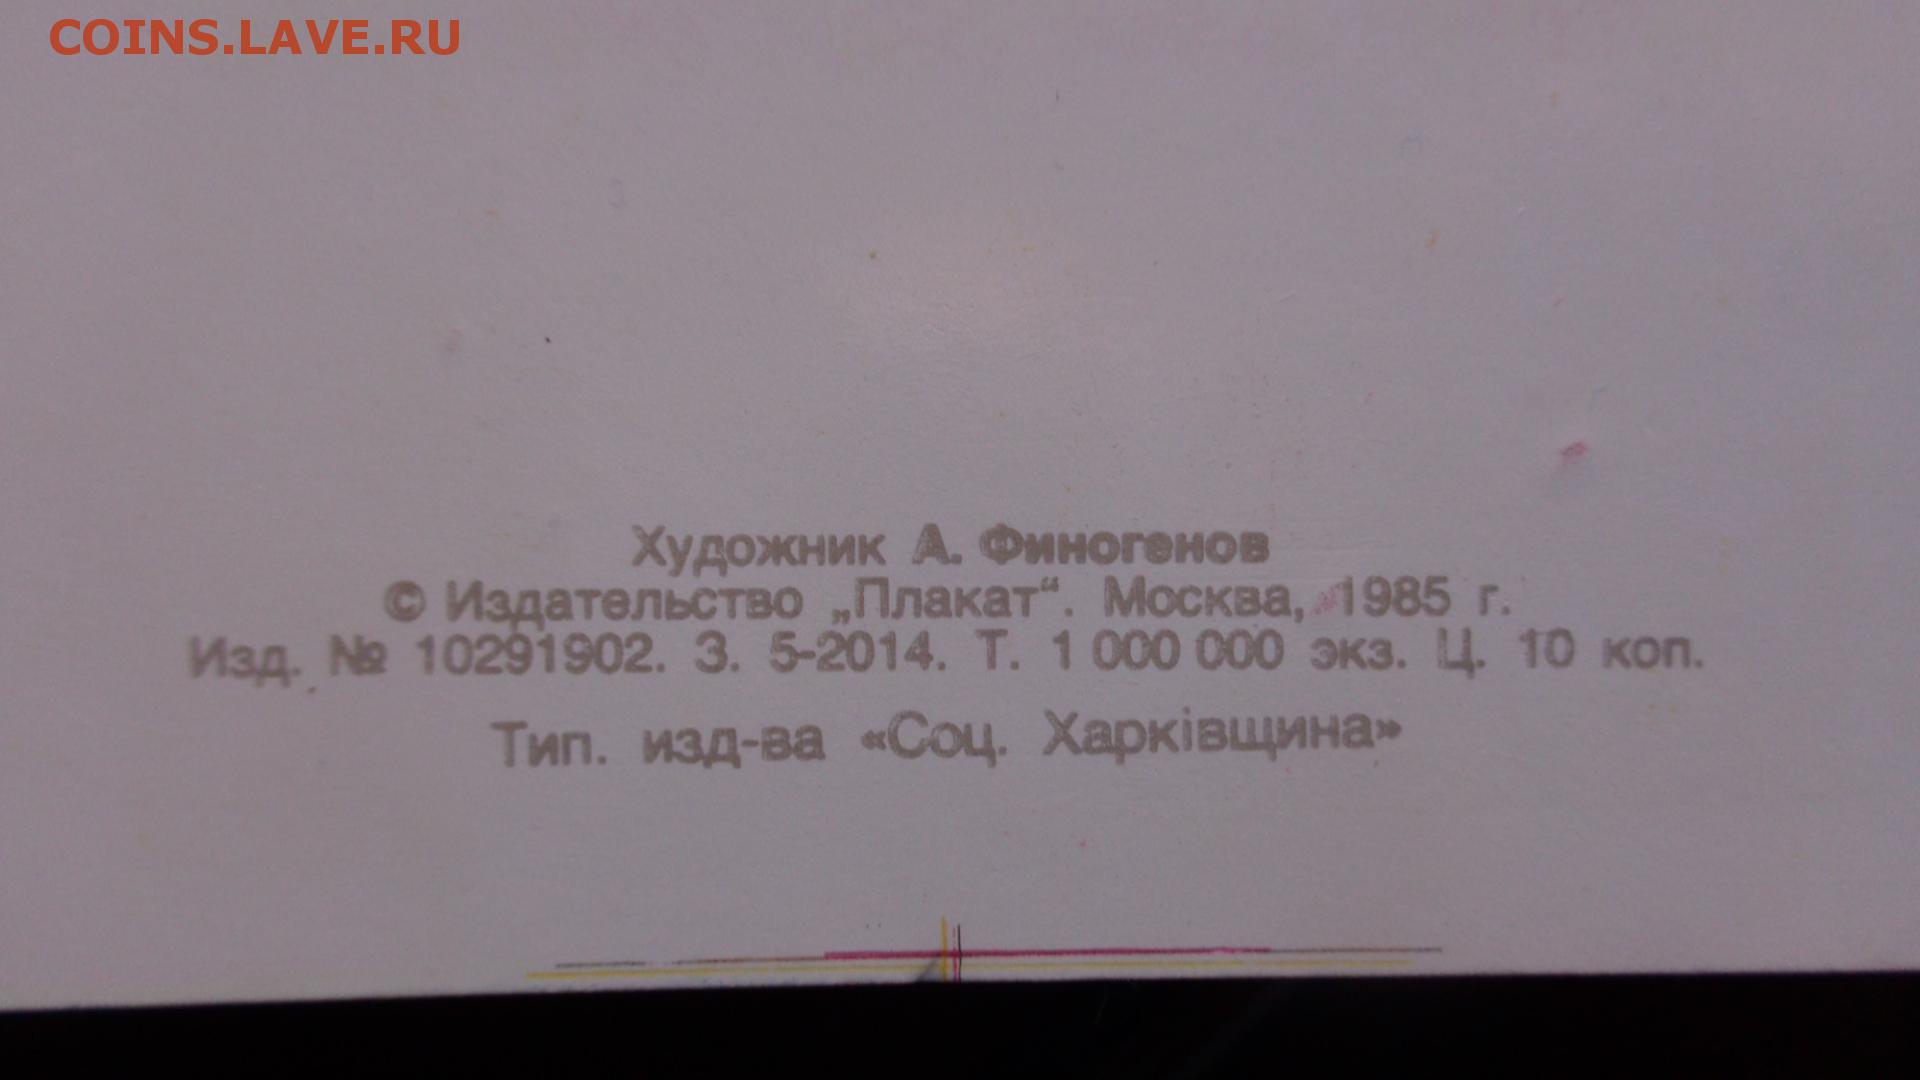 COINS.LAVE.RU
Художник А. Финогенов
© Издательство „Плакат“. Москва, 1985 г.
Изд. № 10291902. З. 5-2014. Т. 1 000 000 экз. Ц. 10 коп.
Тип. изд-ва «Соц. Харківщина»